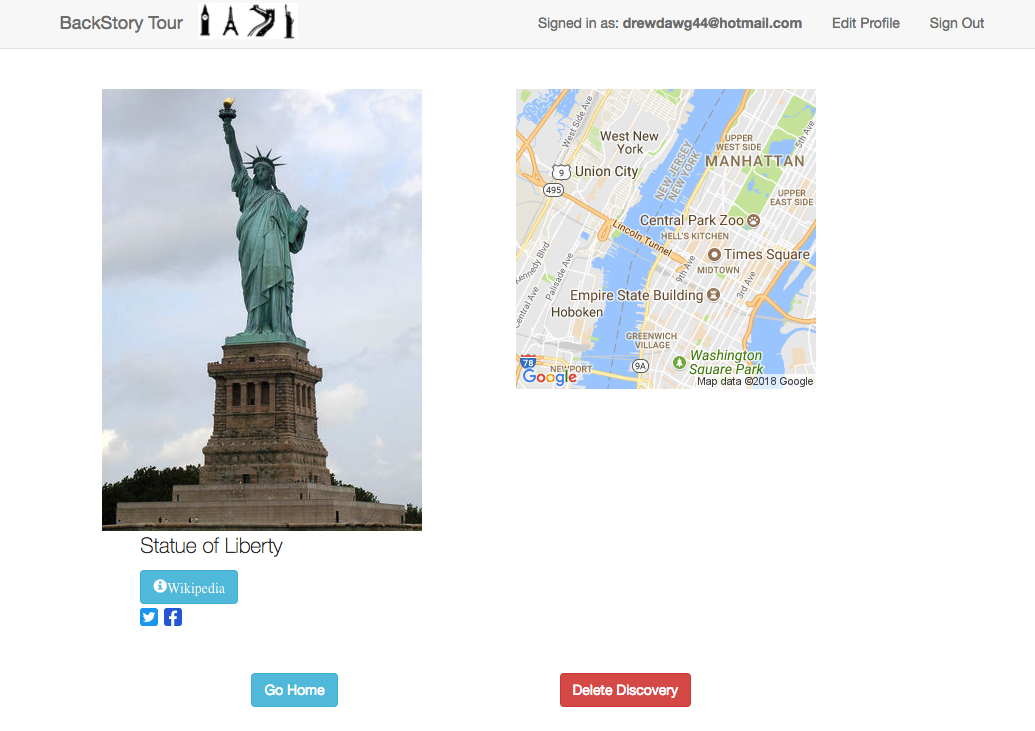 BackStory Tour
Signed in as: drewdawg44@hotmail.com
Edit Profile
Sign Out
West Side Ave
West New
York
9
Union City
495
NEW JERSEY
NEW YORK
UPPER
WEST SIDE
5th Ave
MANHATTAN
UPPER
EAST SIDE
Central Park Zoo
Lincoln Tunnel
HELL'S KITCHEN
Times Square
9th Ave
MIDTOWN
3rd Ave
ennedy Blvd
Palisade Ave
Central Ave
Empire State Building
Hoboken
GREENWICH
VILLAGE
Washington
Square Park
78
NEWPORT
9A
Google
Map data ©2018 Google
Statue of Liberty
Wikipedia
Go Home
Delete Discovery